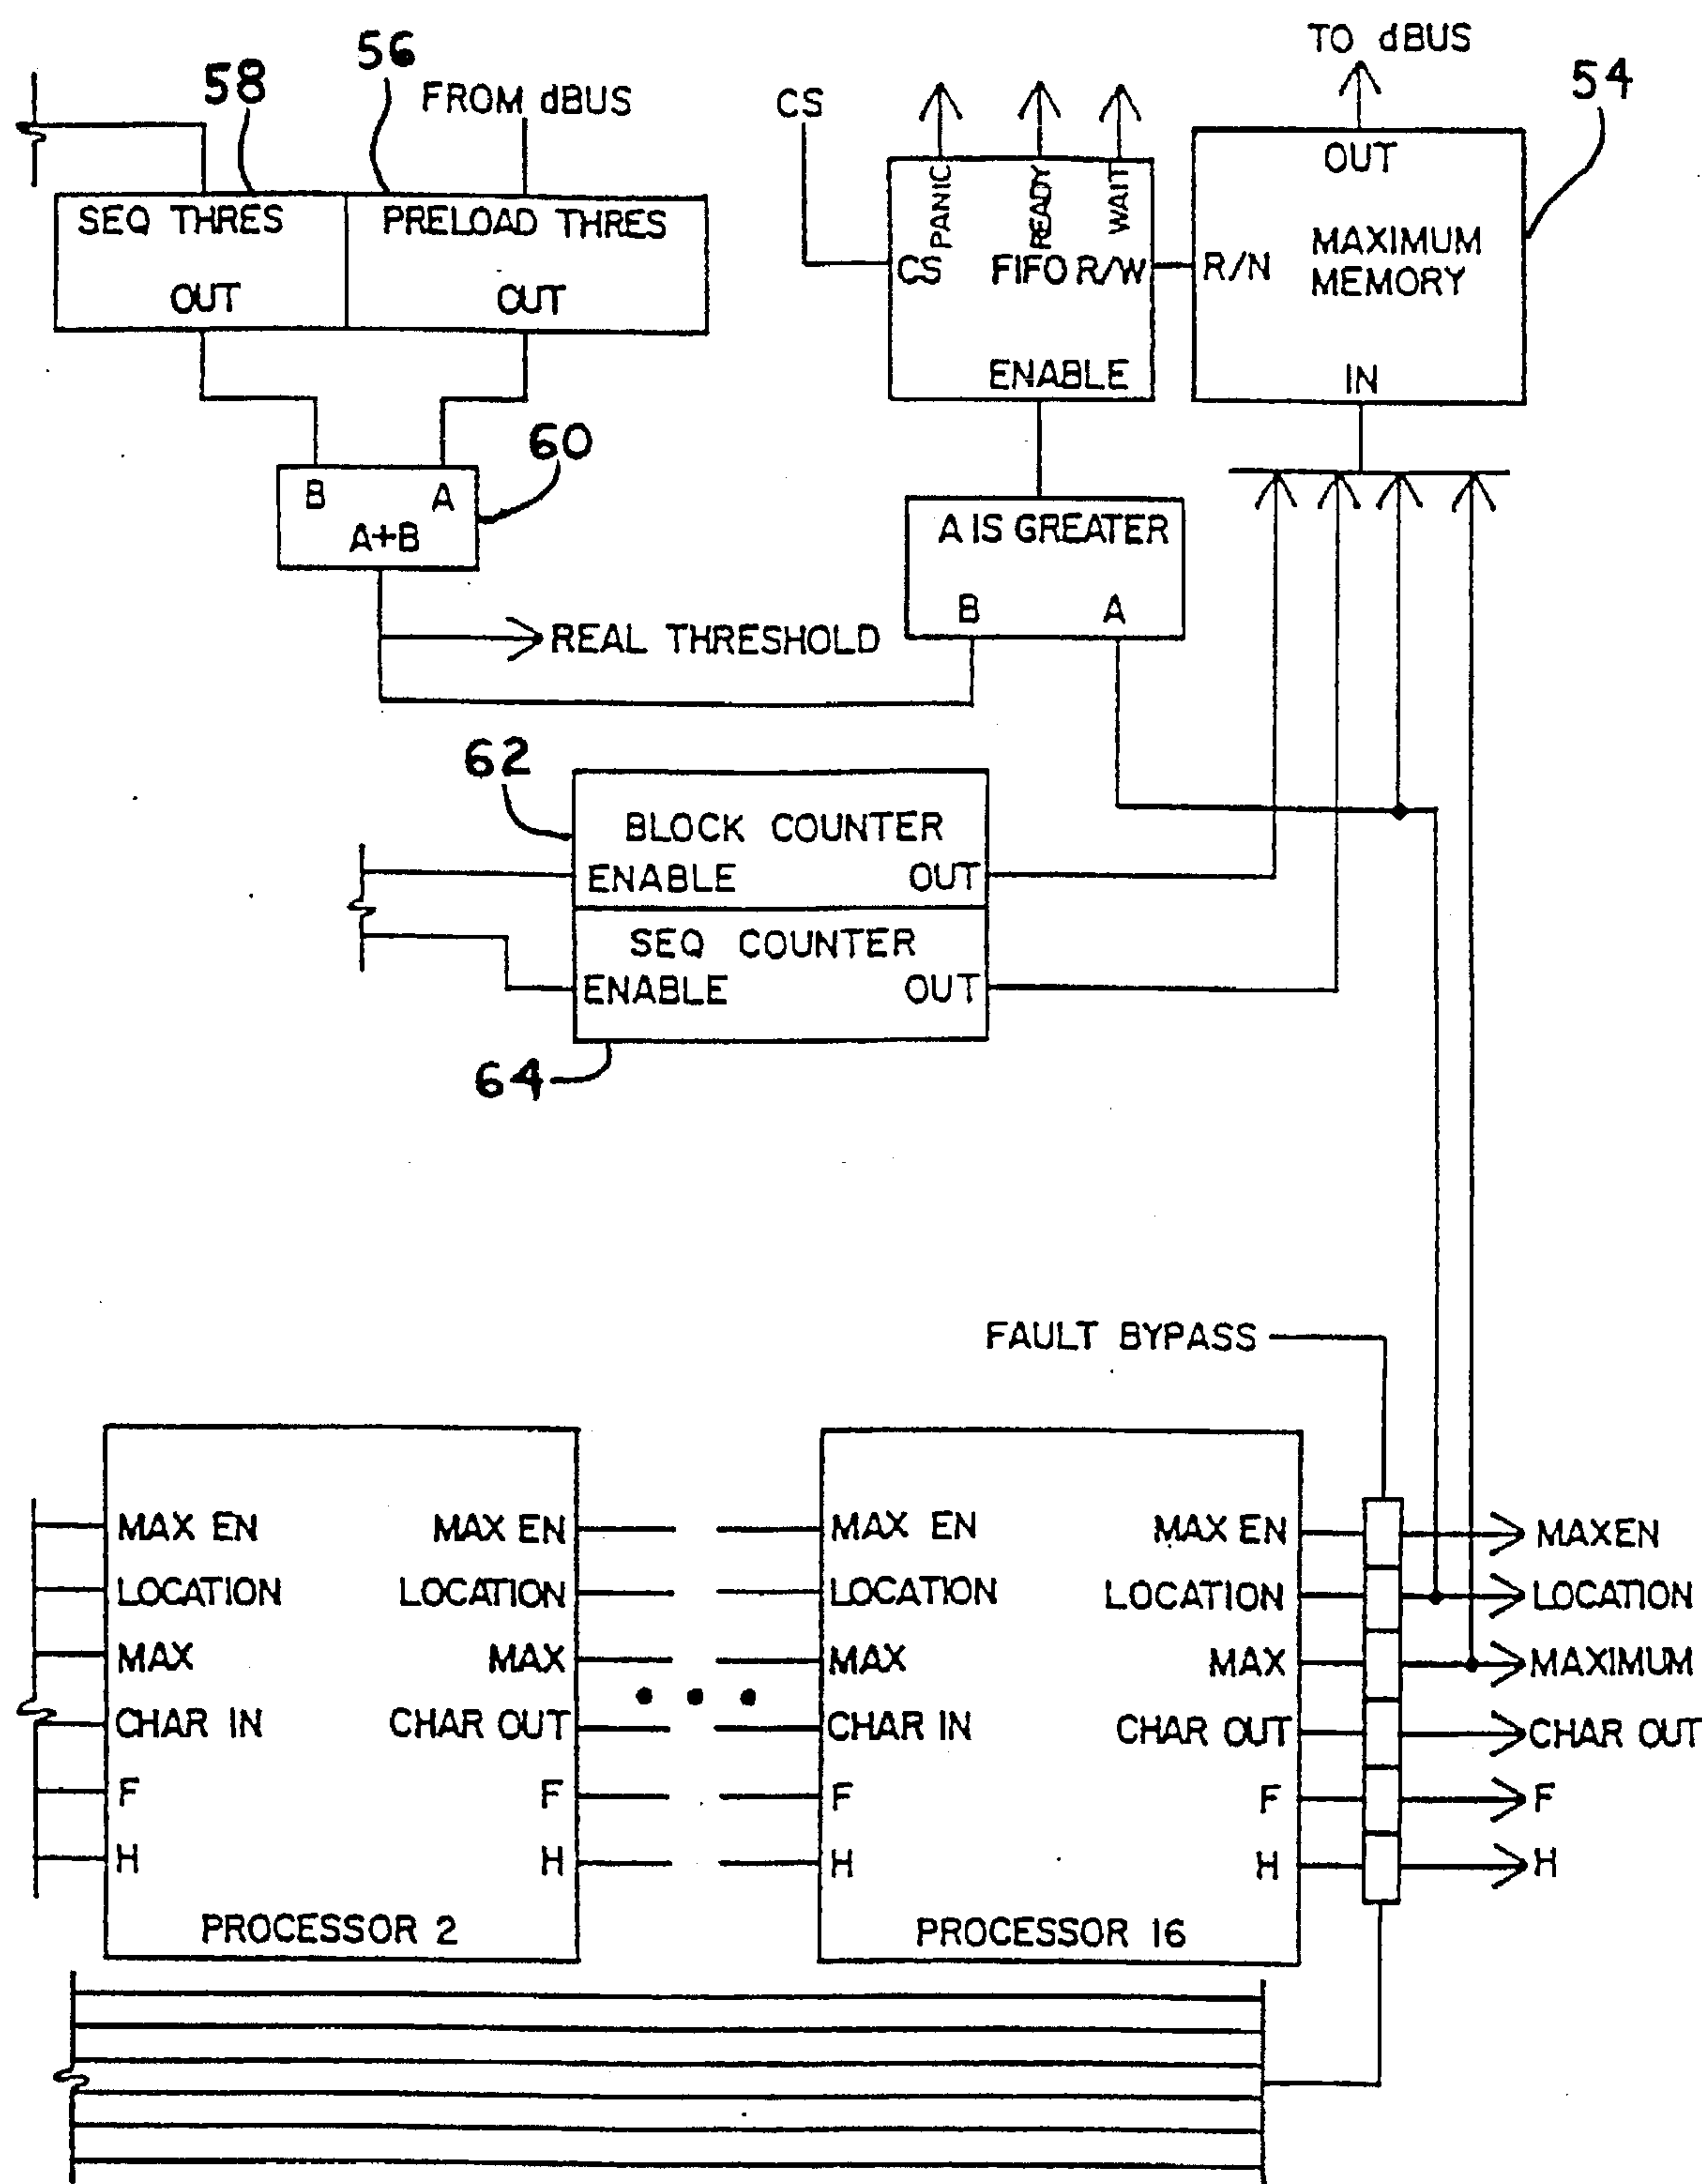 TO dBUS
56
58
FROM dBUS
CS
54
PANIC
READY
WAIT
OUT
SEQ THRES
PRELOAD THRES
MAXIMUM
MEMORY
CS
FIFO R/W
R/N
OUT
OUT
ENABLE
IN
60
B A
A+B
A IS GREATER
B A
REAL THRESHOLD
62
BLOCK COUNTER
ENABLE OUT
SEQ COUNTER
ENABLE OUT
64
FAULT BYPASS
MAX EN MAX EN MAX EN MAX EN MAXEN
LOCATION LOCATION LOCATION LOCATION LOCATION
MAX MAX MAX MAX MAXIMUM
CHAR IN CHAR OUT CHAR IN CHAR OUT CHAR OUT
F F F F F
H H H H H
PROCESSOR 2 PROCESSOR 16